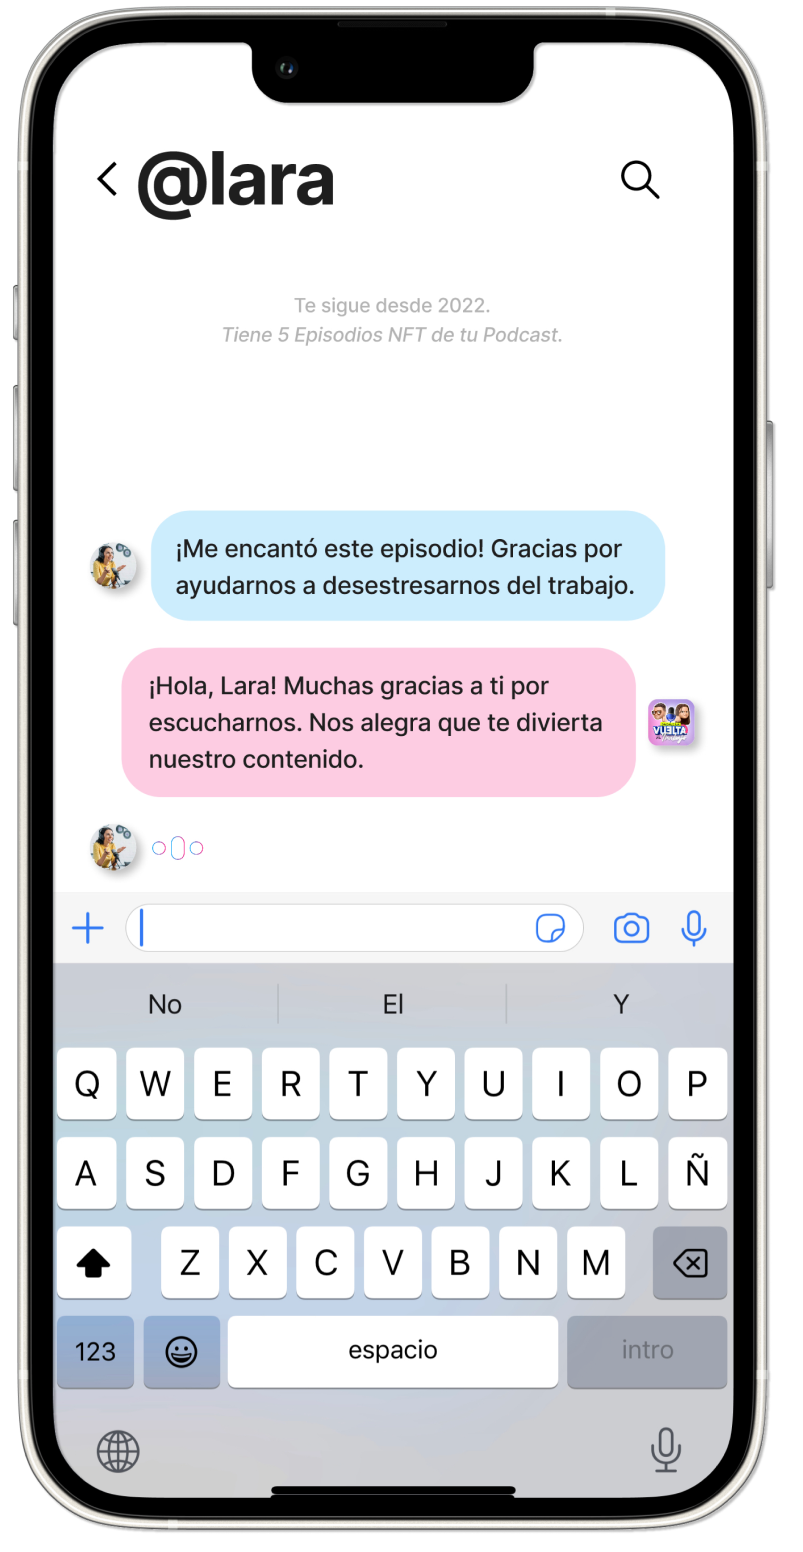 @lara
Te sigue desde 2022.
Tiene 5 Episodios NFT de tu Podcast.
¡Me encantó este episodio! Gracias por
ayudarnos a desestresarnos del trabajo.
¡Hola, Lara! Muchas gracias a ti por
escucharnos. Nos alegra que te divierta
nuestro contenido.
VUELTA
No El Y
Q W E R T Y U I O P
A S D F G H J K L Ñ
Z X C V B N M
123 espacio intro